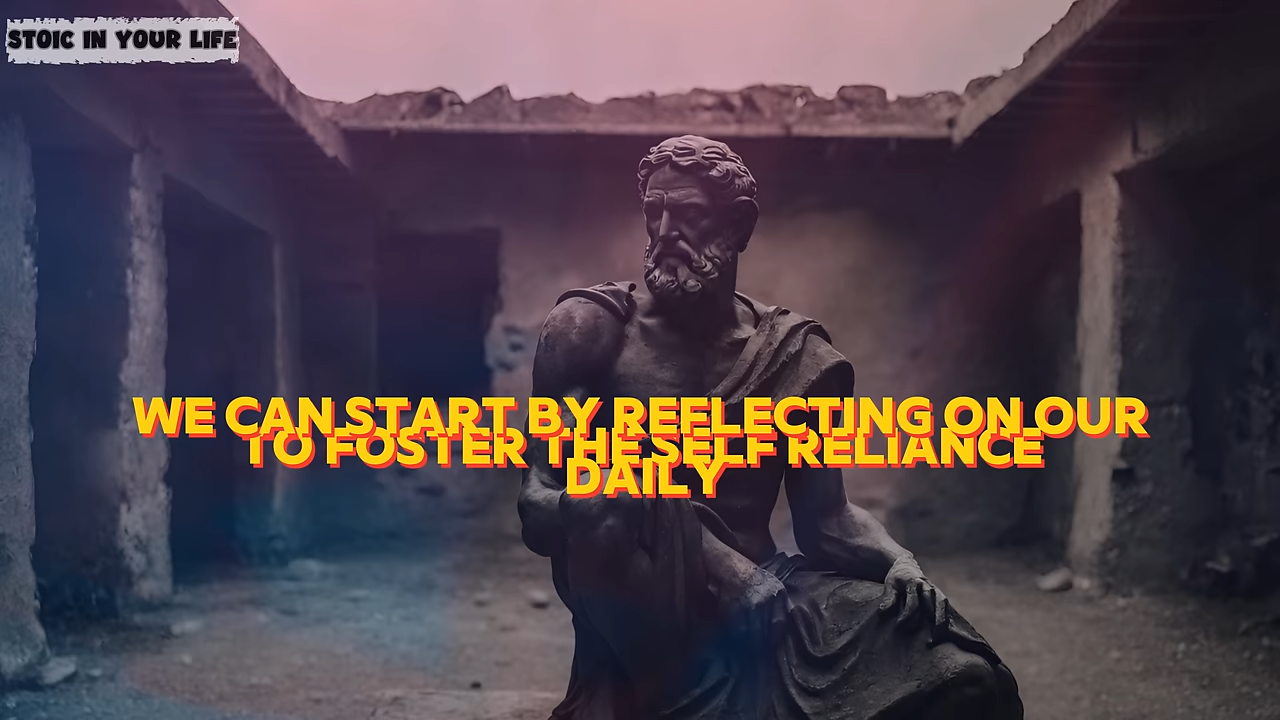 STOIC IN YOUR LIFE
WE CAN START BY REFLECTING ON OUR
TO FOSTER THE SELF RELIANCE
DAILY